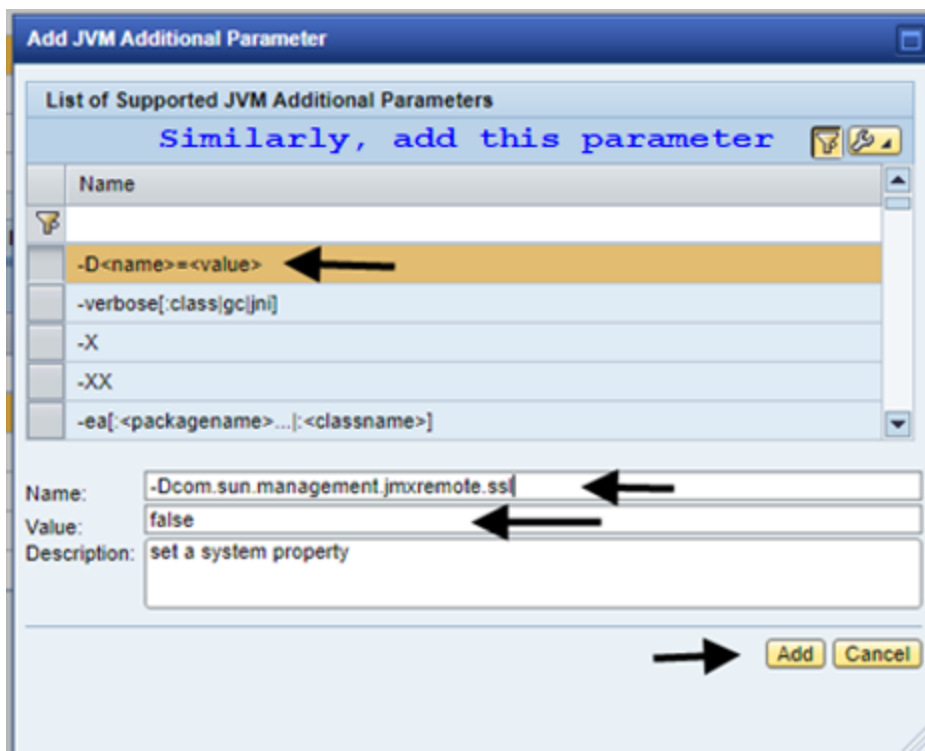 Add JVM Additional Parameter
List of Supported JVM Additional Parameters
Similarly, add this parameter
Name
-D<name>=<value>
-verbose[:class|gc|jni]
-X
-XX
-ea[:<packagename>...|:<classname>]
Name: -Dcom.sun.management.jmxremote.ssl
Value: false
Description: set a system property
Add Cancel